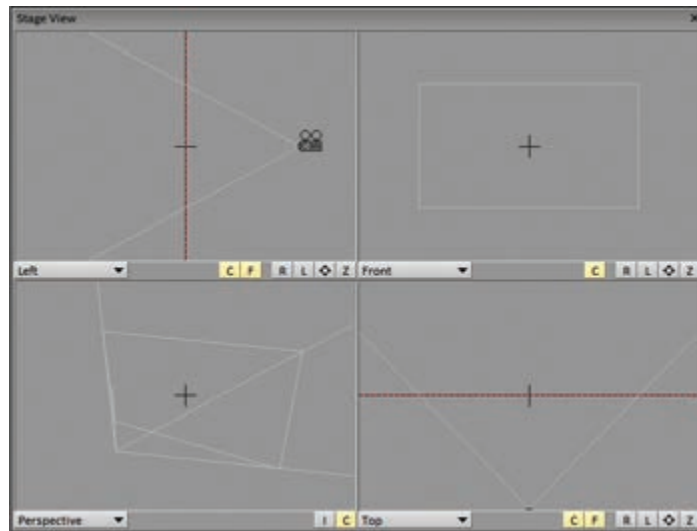 Stage View
Left C F R L Z
Front C R L Z
Perspective I C
Top C F R L Z